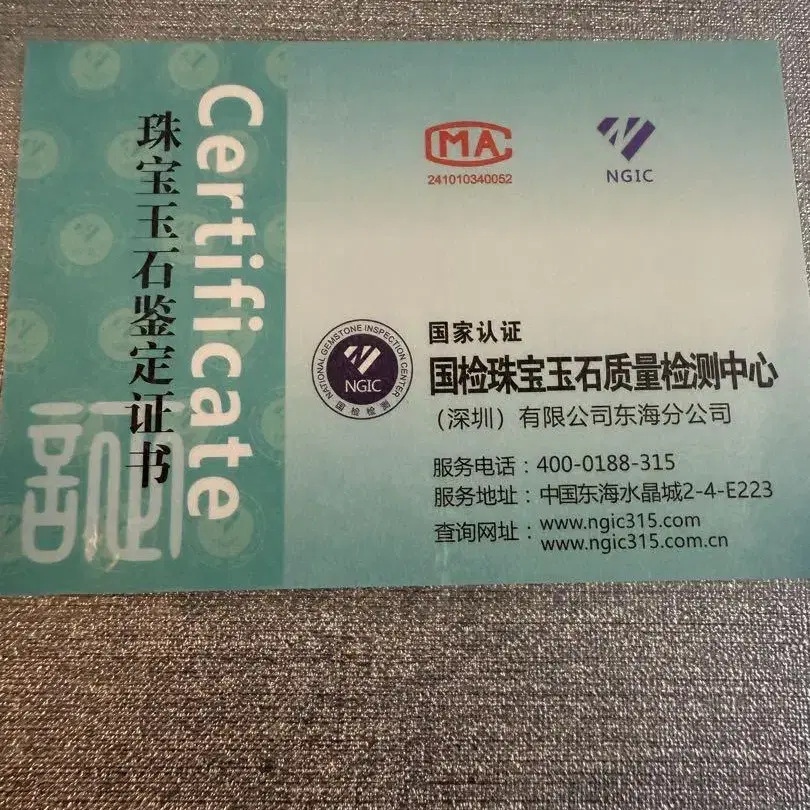 Certificate
珠宝玉石鉴定证书
CMA
241010340052
NGIC
NATIONAL GEMSTONE INSPECTION CENTER
NGIC
国检检测
国家认证
国检珠宝玉石质量检测中心
（深圳）有限公司东海分公司
服务电话：400-0188-315
服务地址：中国东海水晶城2-4-E223
查询网址：www.ngic315.com
www.ngic315.com.cn